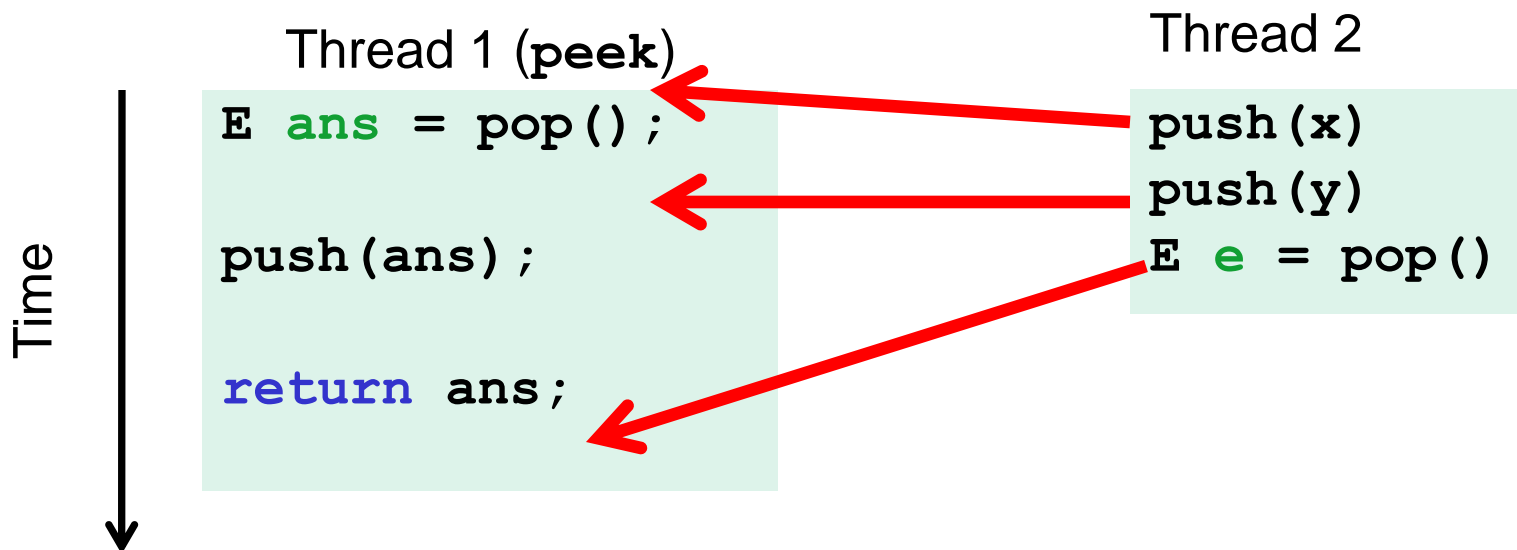 Thread 1 (peek)
E ans = pop();
push(ans);
return ans;
Thread 2
push(x)
push(y)
E e = pop()
Time